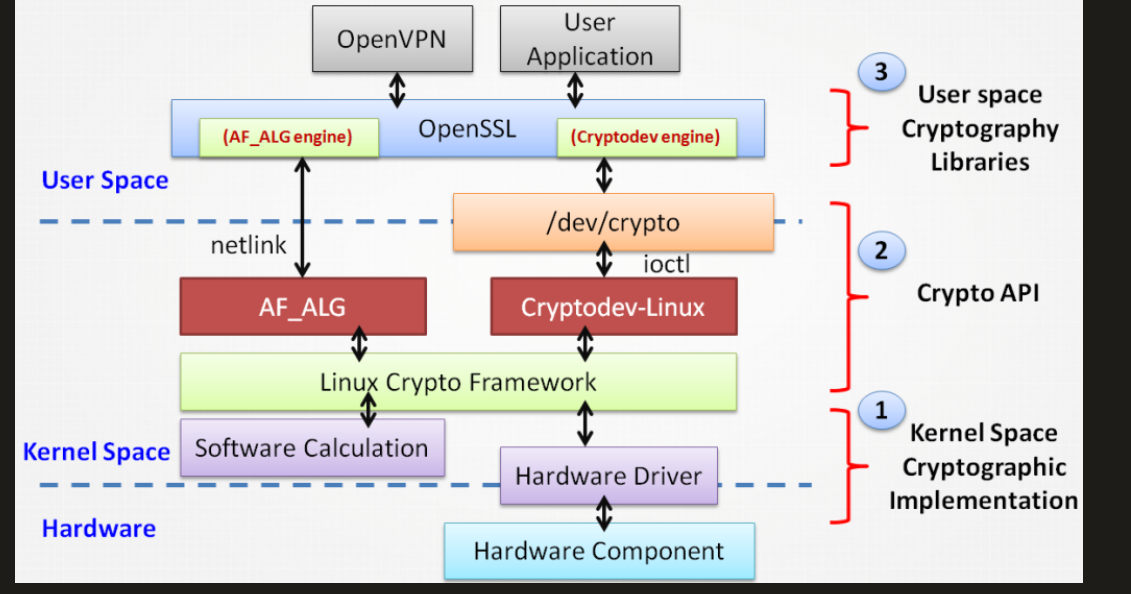 OpenVPN
User
Application
3
User space
Cryptography
Libraries
(AF_ALG engine)
OpenSSL
(Cryptodev engine)
User Space
/dev/crypto
netlink
ioctl
2
Crypto API
AF_ALG
Cryptodev-Linux
Linux Crypto Framework
1
Kernel Space
Cryptographic
Implementation
Kernel Space
Software Calculation
Hardware Driver
Hardware
Hardware Component